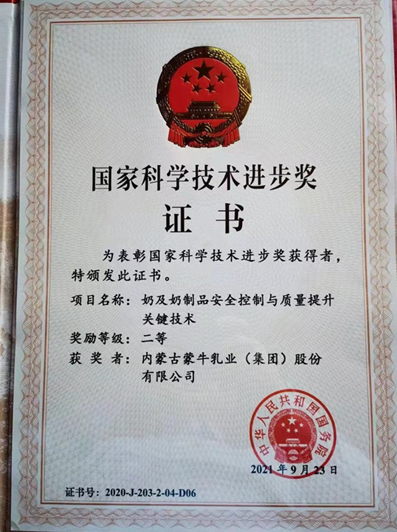 国家科学技术进步奖
证书
为表彰国家科学技术进步奖获得者，
特颁发此证书。
项目名称：奶及奶制品安全控制与质量提升
关键技术
奖励等级：二等
获奖者：内蒙古蒙牛乳业（集团）股份
有限公司
中华人民共和国国务院
2021年9月23日
证书号：2020-J-203-2-04-D06